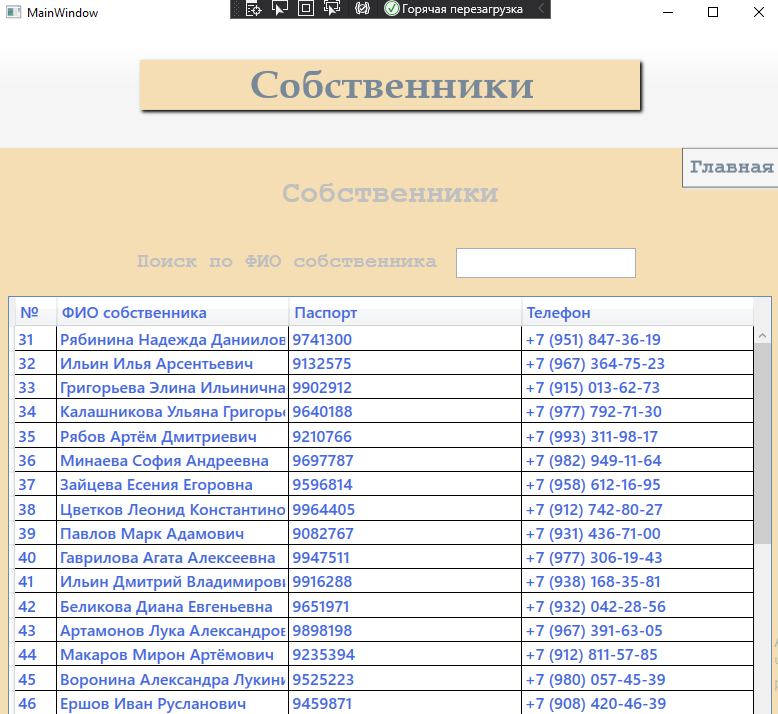 MainWindow
Горячая перезагрузка
Собственники
Главная
Собственники
Поиск по ФИО собственника
№ ФИО собственника Паспорт Телефон
31 Рябинина Надежда Даниилов 9741300 +7 (951) 847-36-19
32 Ильин Илья Арсентьевич 9132575 +7 (967) 364-75-23
33 Григорьева Элина Ильинична 9902912 +7 (915) 013-62-73
34 Калашникова Ульяна Григорье 9640188 +7 (977) 792-71-30
35 Рябов Артём Дмитриевич 9210766 +7 (993) 311-98-17
36 Минаева София Андреевна 9697787 +7 (982) 949-11-64
37 Зайцева Есения Егоровна 9596814 +7 (958) 612-16-95
38 Цветков Леонид Константино 9964405 +7 (912) 742-80-27
39 Павлов Марк Адамович 9082767 +7 (931) 436-71-00
40 Гаврилова Агата Алексеевна 9947511 +7 (977) 306-19-43
41 Ильин Дмитрий Владимирови 9916288 +7 (938) 168-35-81
42 Беликова Диана Евгеньевна 9651971 +7 (932) 042-28-56
43 Артамонов Лука Александров 9898198 +7 (967) 391-63-05
44 Макаров Мирон Артёмович 9235394 +7 (912) 811-57-85
45 Воронина Александра Лукини 9525223 +7 (980) 057-45-39
46 Ершов Иван Русланович 9459871 +7 (908) 420-46-39